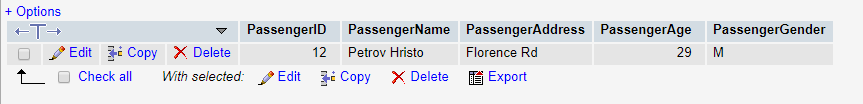 + Options
PassengerID PassengerName PassengerAddress PassengerAge PassengerGender
Edit Copy Delete 12 Petrov Hristo Florence Rd 29 M
Check all With selected: Edit Copy Delete Export